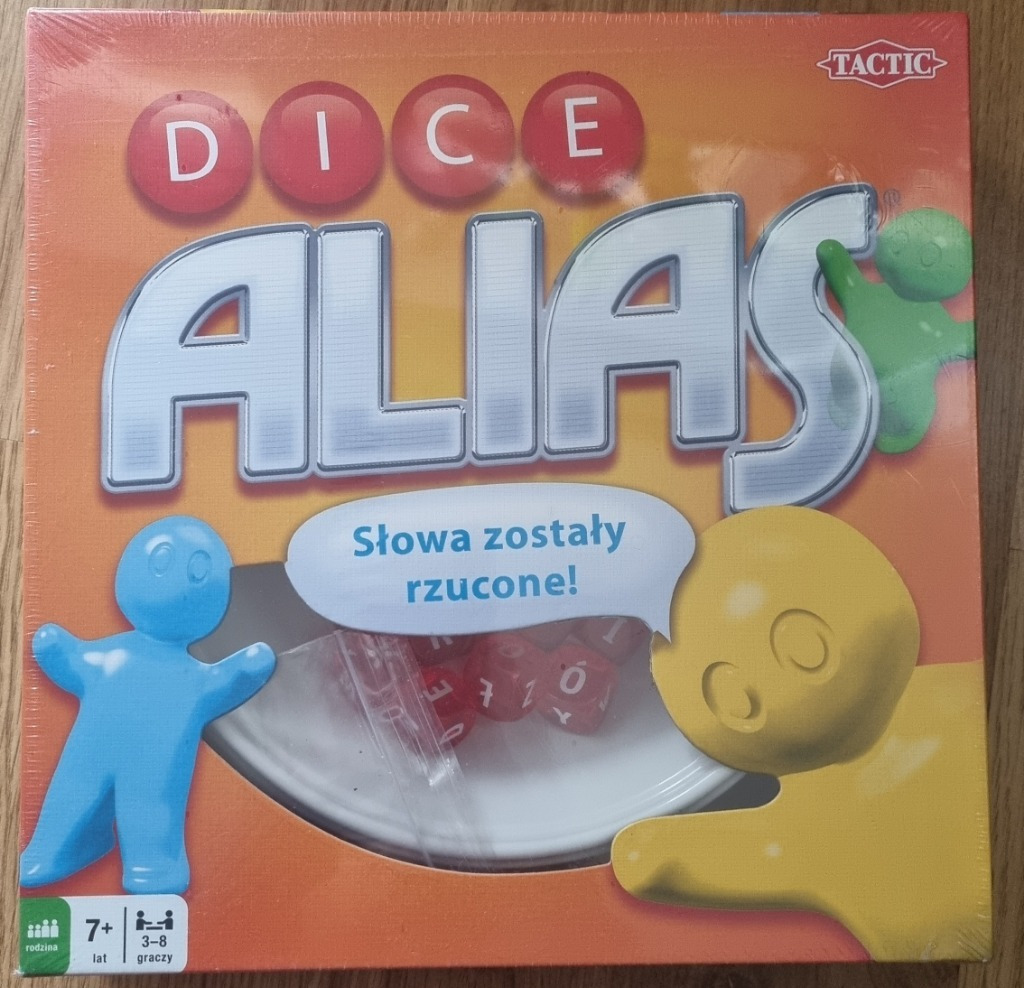 TACTIC
DICE
ALIAS
®
Słowa zostały
rzucone!
E Ł Z Ó
I
rodzina
7+
lat
3–8
graczy